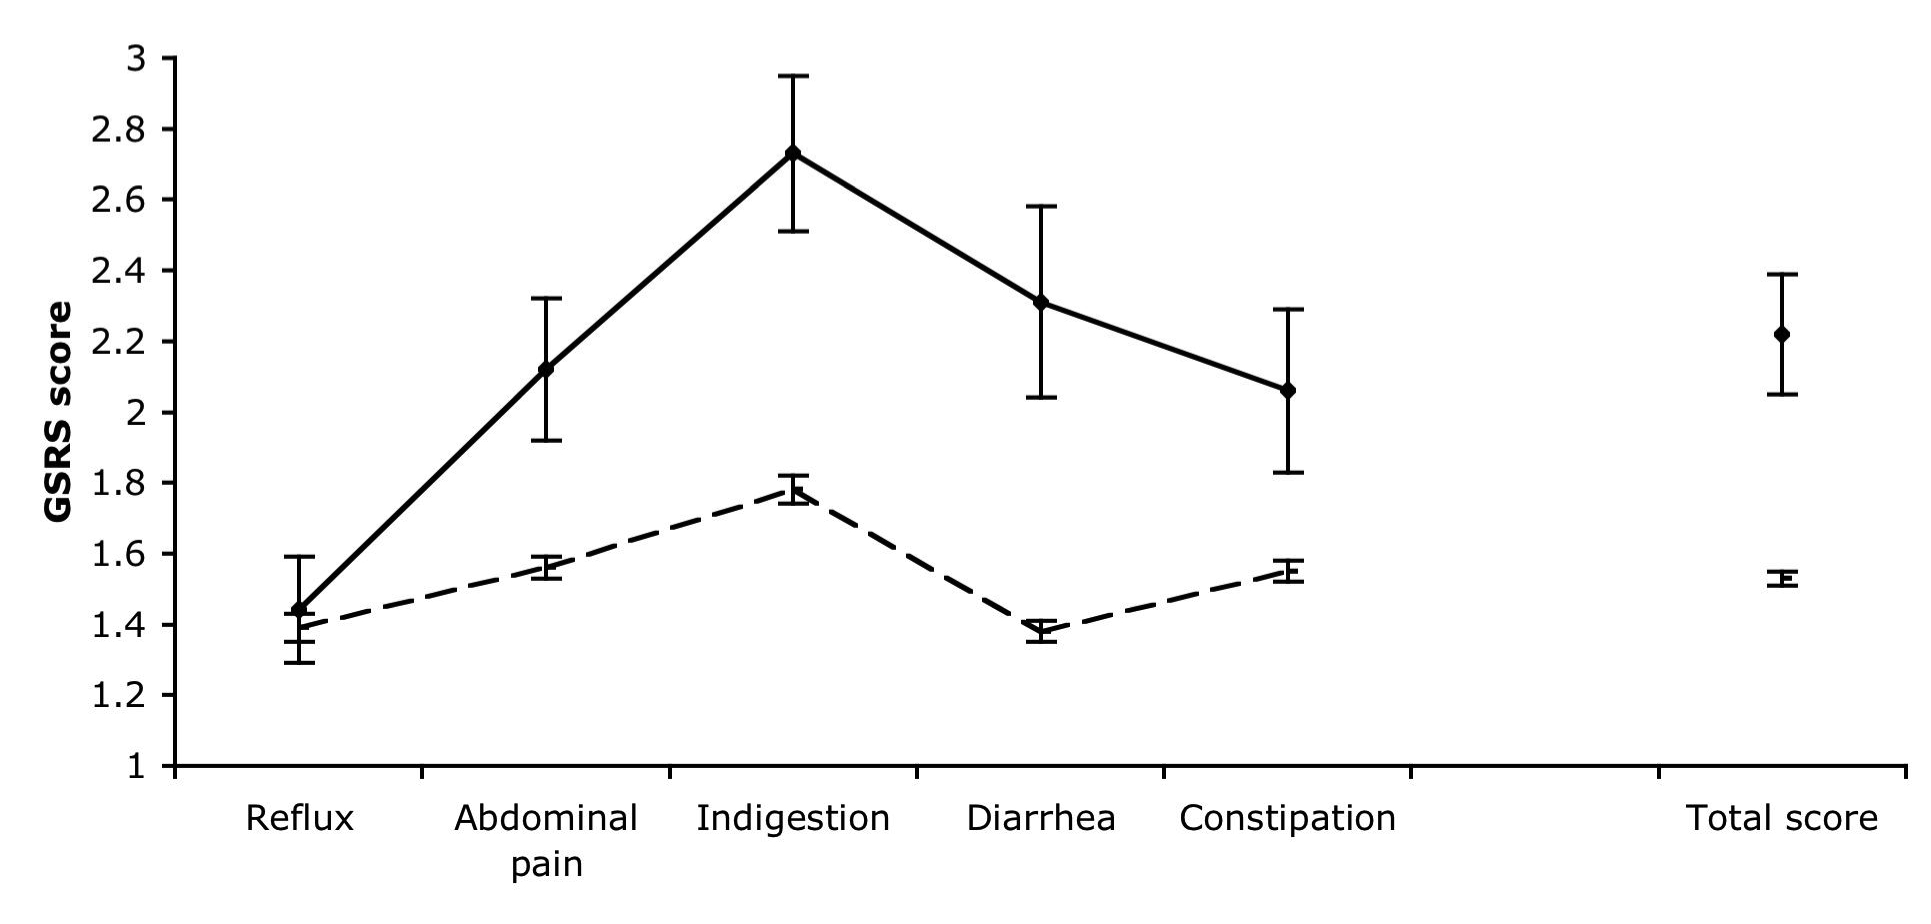 3
2.8
2.6
2.4
2.2
2
1.8
1.6
1.4
1.2
1
GSRS score
Reflux
Abdominal
pain
Indigestion
Diarrhea
Constipation
Total score